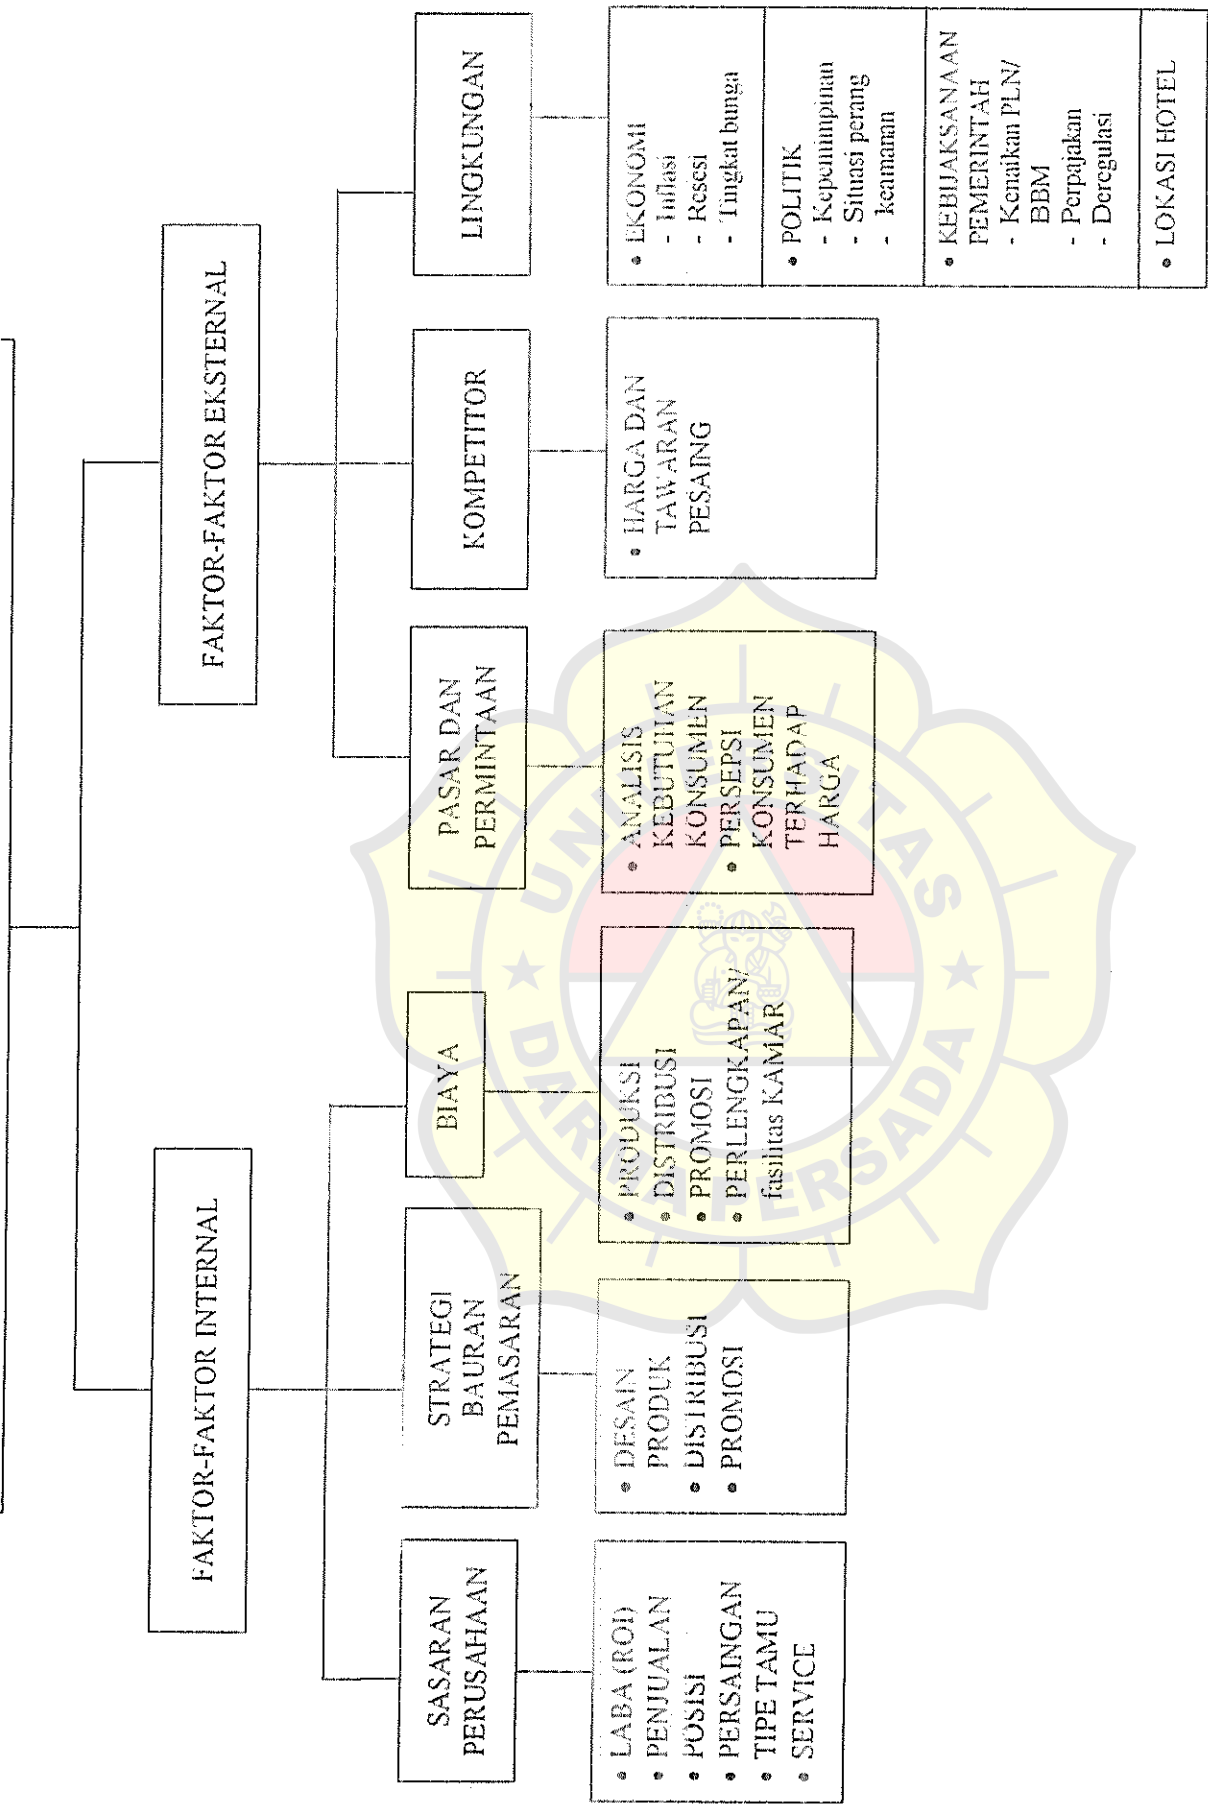 FAKTOR-FAKTOR INTERNAL
FAKTOR-FAKTOR EKSTERNAL
SASARAN
PERUSAHAAN
STRATEGI
BAURAN
PEMASARAN
BIAYA
PASAR DAN
PERMINTAAN
KOMPETITOR
LINGKUNGAN
• LABA (ROI)
• PENJUALAN
• POSISI
• PERSAINGAN
• TIPE TAMU
• SERVICE
• DESAIN
PRODUK
• DISTRIBUSI
• PROMOSI
• PRODUKSI
• DISTRIBUSI
• PROMOSI
• PERLENGKAPAN/
fasilitas KAMAR
• ANALISIS
KEBUTUHAN
KONSUMEN
• PERSEPSI
KONSUMEN
TERHADAP
HARGA
• HARGA DAN
TAWARAN
PESAING
• EKONOMI
- Inflasi
- Resesi
- Tingkat bunga
• POLITIK
- Kepemimpinan
- Situasi perang
- keamanan
• KEBIJAKSANAAN
PEMERINTAH
- Kenaikan PLN/
BBM
- Perpajakan
- Deregulasi
• LOKASI HOTEL
UNIVERSITAS
DARMA PERSADA